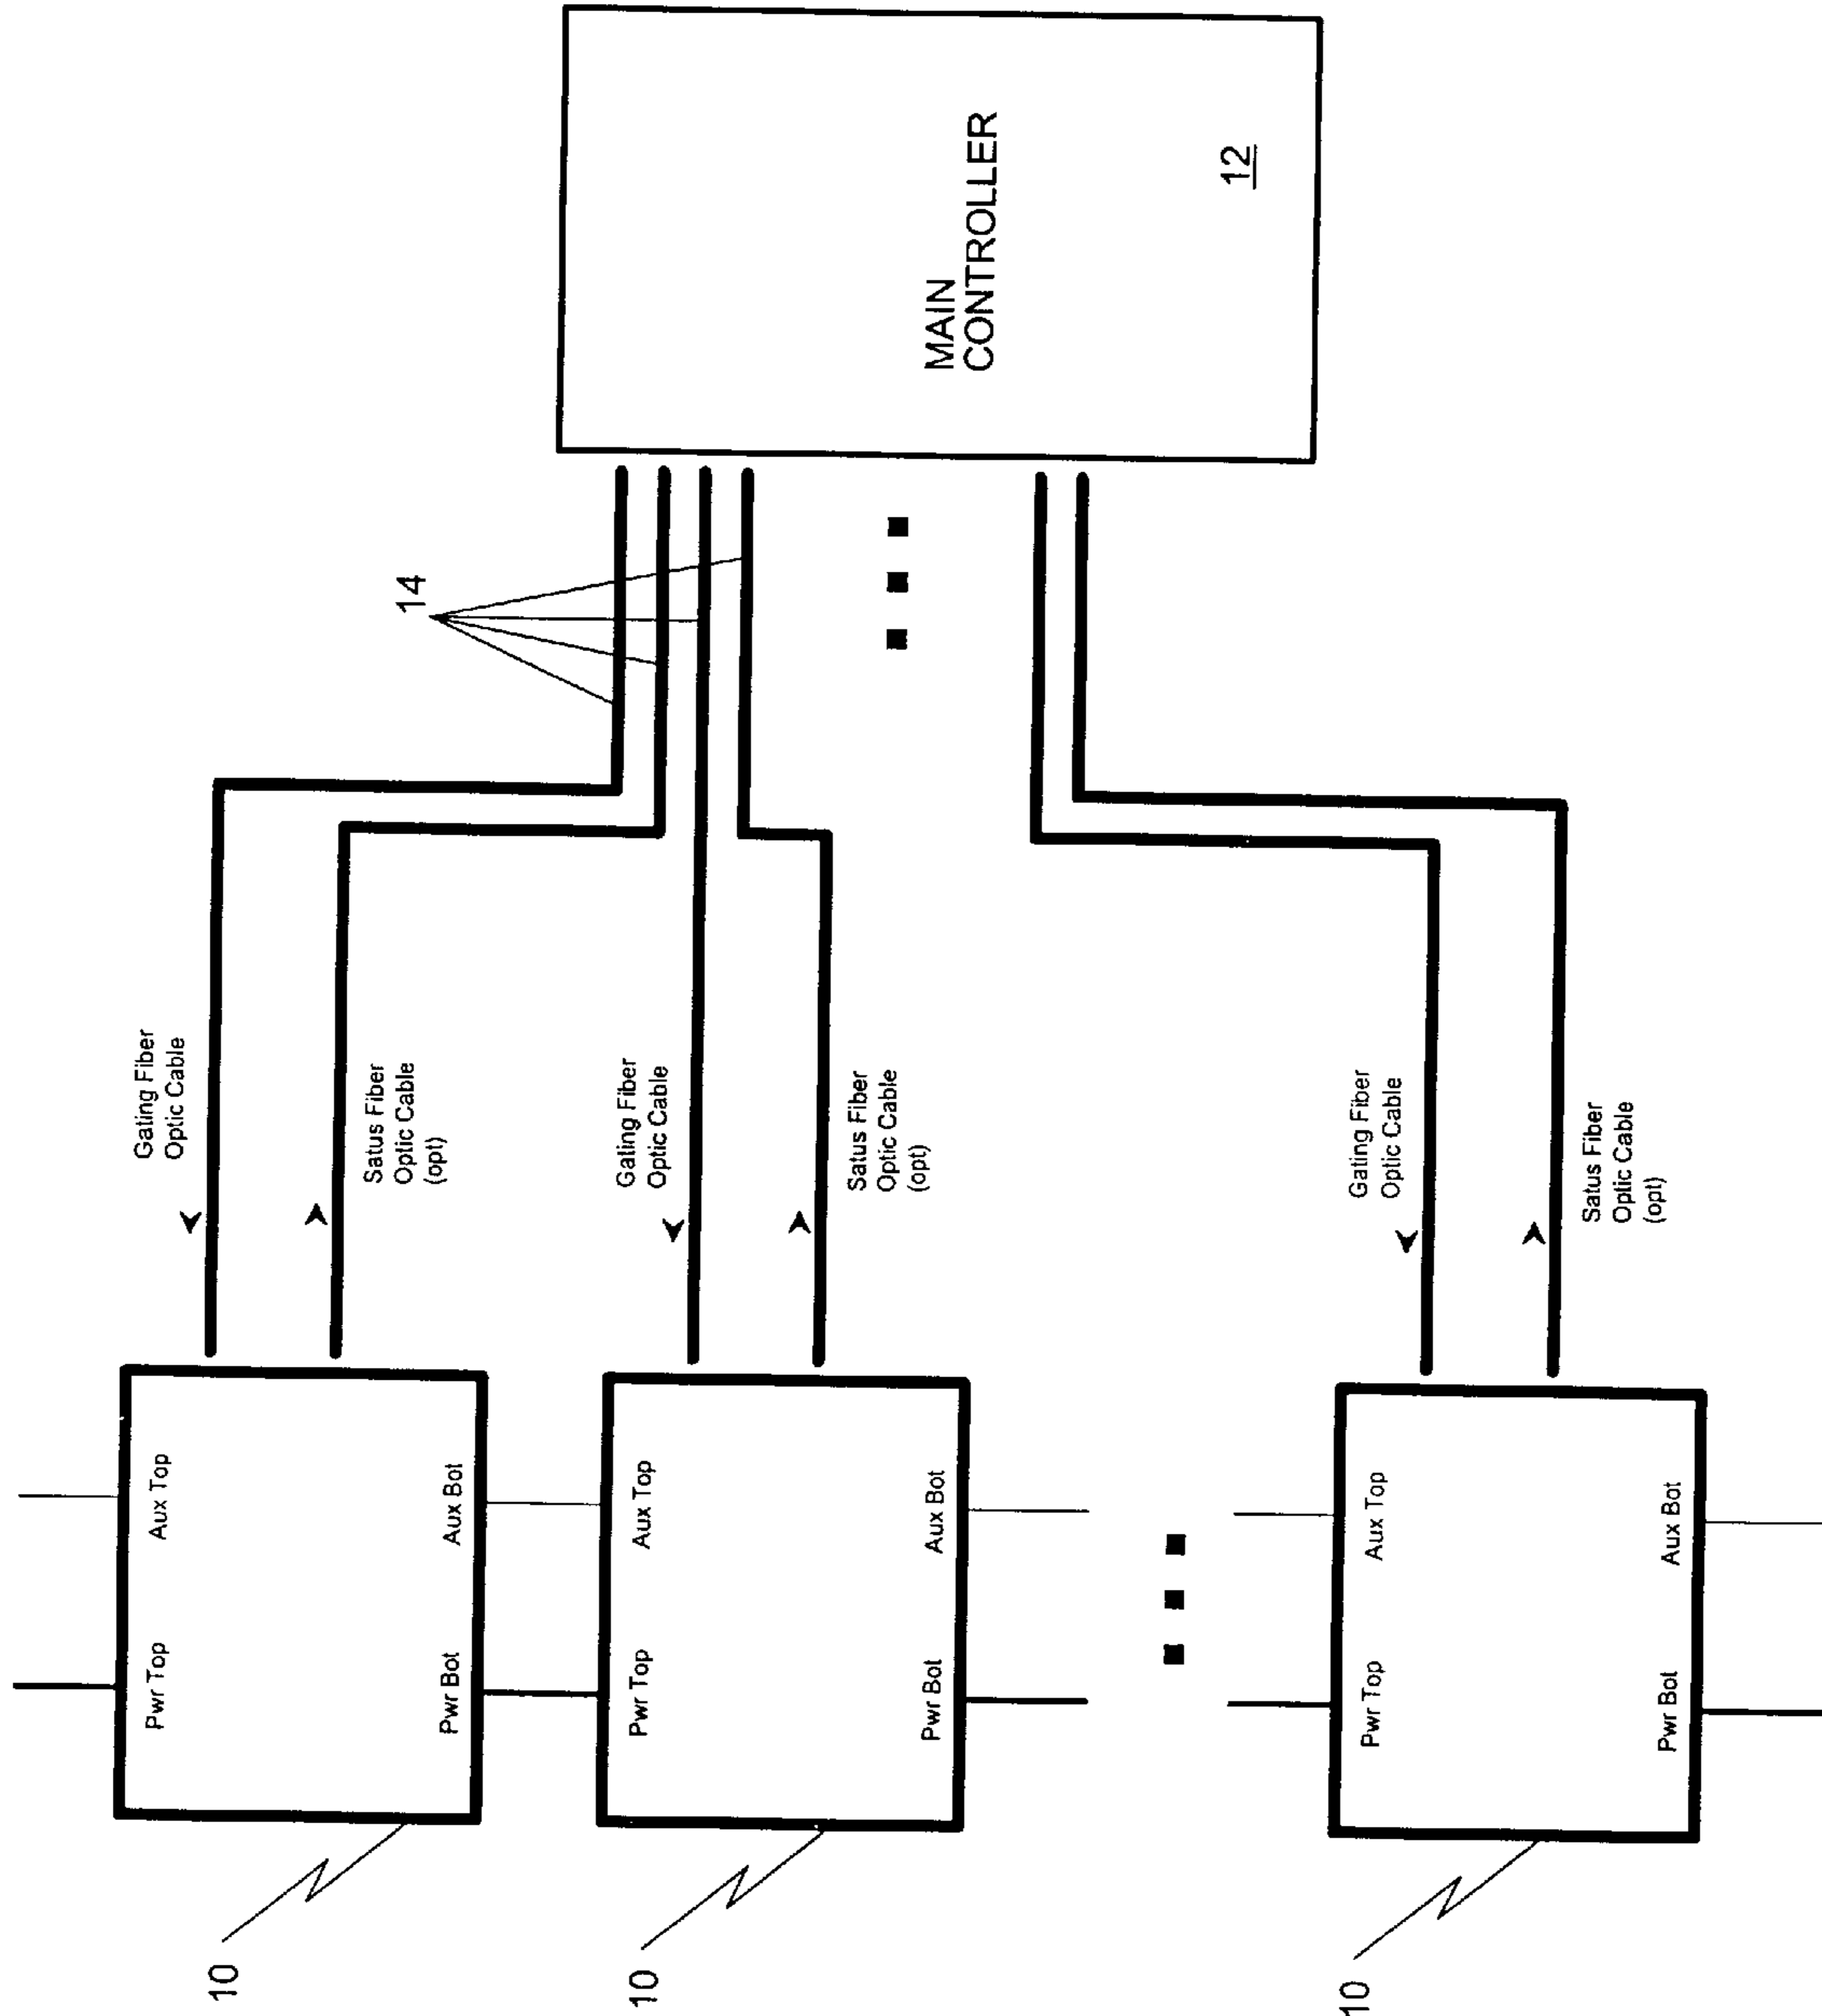 10
Pwr Top
Aux Top
Pwr Bot
Aux Bot
Gating Fiber
Optic Cable
Satus Fiber
Optic Cable
(opt)
10
Pwr Top
Aux Top
Pwr Bot
Aux Bot
Gating Fiber
Optic Cable
Satus Fiber
Optic Cable
(opt)
10
Pwr Top
Aux Top
Pwr Bot
Aux Bot
Gating Fiber
Optic Cable
Satus Fiber
Optic Cable
(opt)
14
MAIN
CONTROLLER
12